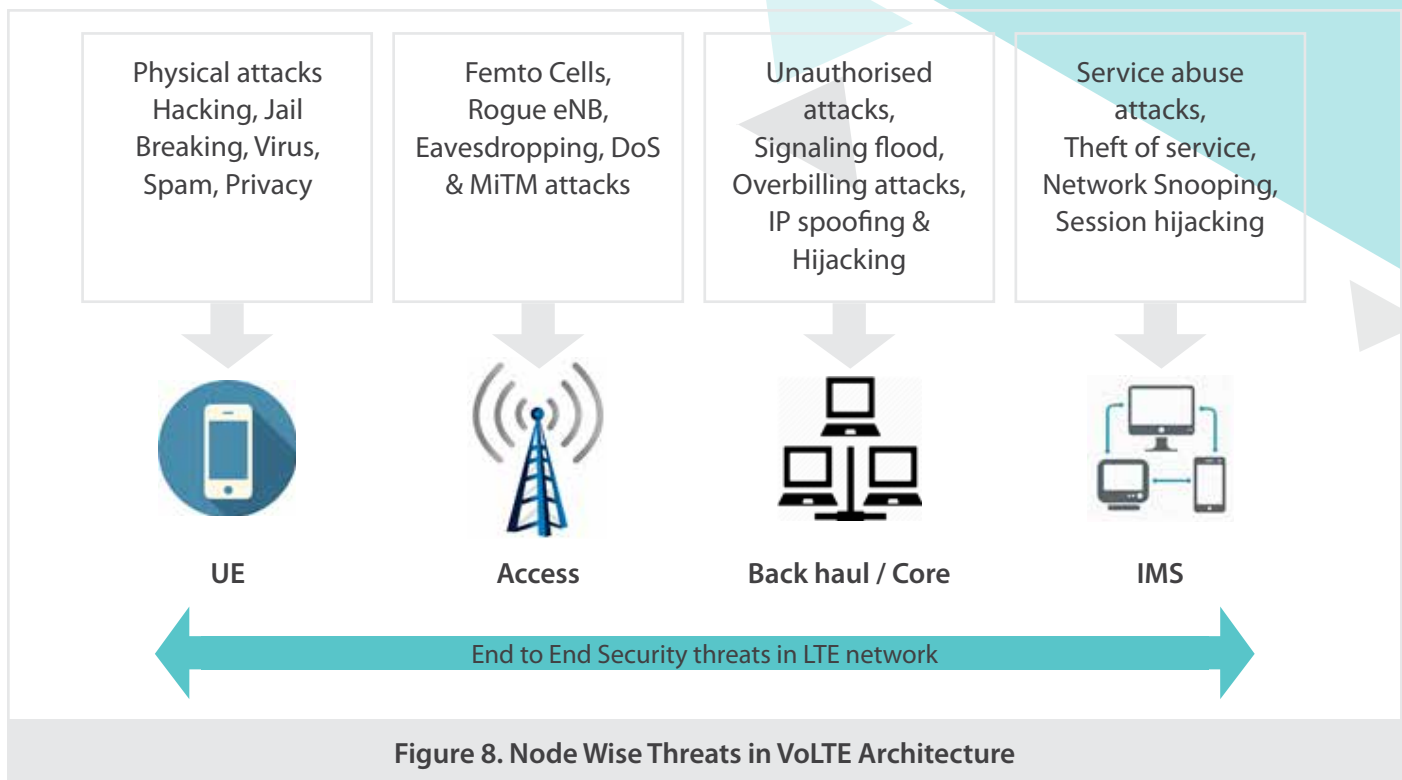 Physical attacks
Hacking, Jail
Breaking, Virus,
Spam, Privacy
Femto Cells,
Rogue eNB,
Eavesdropping, DoS
& MiTM attacks
Unauthorised
attacks,
Signaling flood,
Overbilling attacks,
IP spoofing &
Hijacking
Service abuse
attacks,
Theft of service,
Network Snooping,
Session hijacking
UE
Access
Back haul / Core
IMS
End to End Security threats in LTE network
Figure 8. Node Wise Threats in VoLTE Architecture